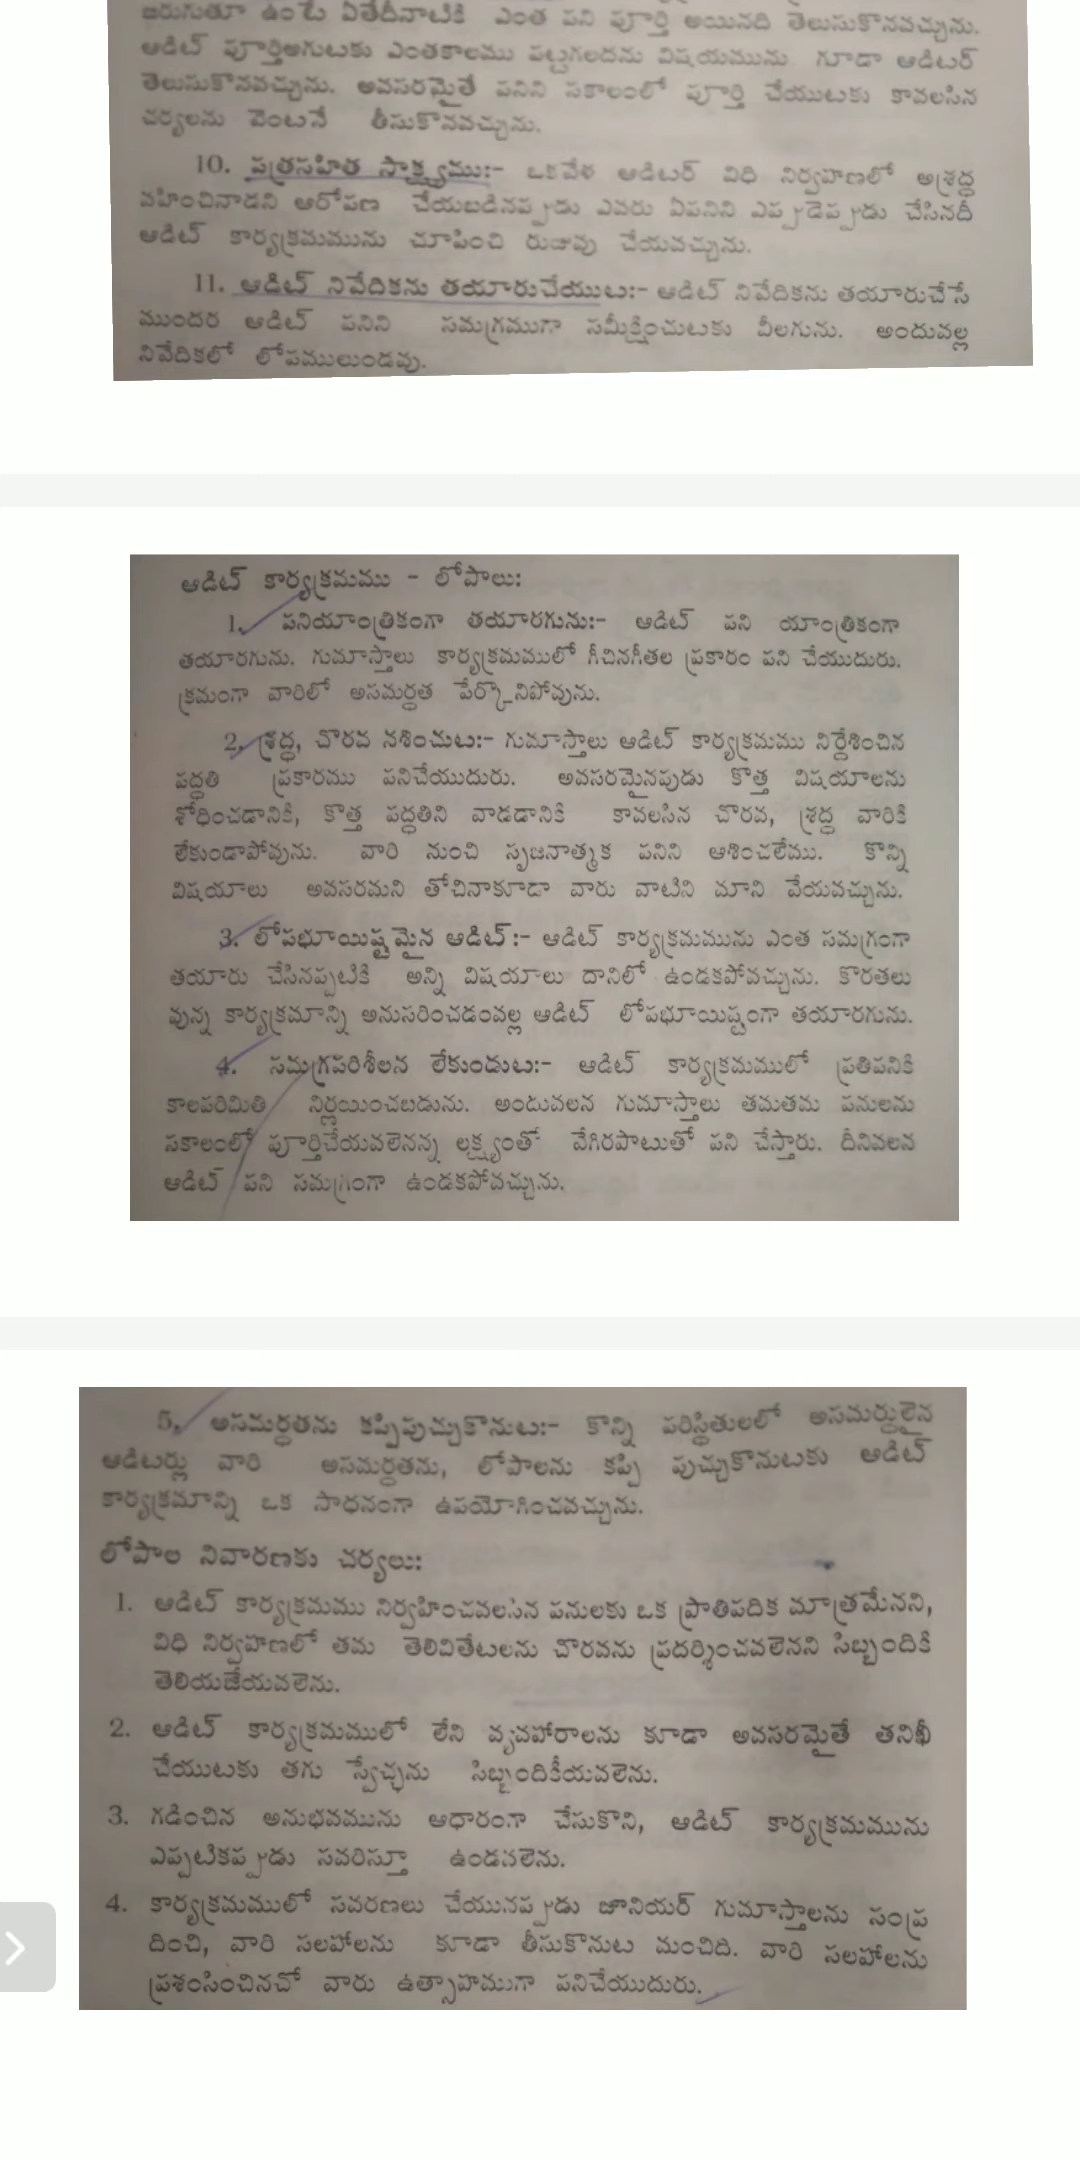 జరుగుతూ ఉంటే ఏతేదీనాటికి ఎంత పని పూర్తి అయినది తెలుసుకొనవచ్చును.
ఆడిట్ పూర్తిఅగుటకు ఎంతకాలము పట్టగలదను విషయమును గూడా ఆడిటర్
తెలుసుకొనవచ్చును. అవసరమైతే పనిని సకాలంలో పూర్తి చేయుటకు కావలసిన
చర్యలను వెంటనే తీసుకొనవచ్చును.
10. పత్రసహిత సాక్ష్యము:- ఒకవేళ ఆడిటర్ విధి నిర్వహణలో అశ్రద్ధ
వహించినాడని ఆరోపణ చేయబడినప్పుడు ఎవరు ఏపనిని ఎప్పుడెప్పుడు చేసినదీ
ఆడిట్ కార్యక్రమమును చూపించి రుజువు చేయవచ్చును.
11. ఆడిట్ నివేదికను తయారుచేయుట:- ఆడిట్ నివేదికను తయారుచేసే
ముందర ఆడిట్ పనిని సమగ్రముగా సమీక్షించుటకు వీలగును. అందువల్ల
నివేదికలో లోపములుండవు.
ఆడిట్ కార్యక్రమము - లోపాలు:
1. పనియాంత్రికంగా తయారగును:- ఆడిట్ పని యాంత్రికంగా
తయారగును. గుమాస్తాలు కార్యక్రమములో గీచినగీతల ప్రకారం పని చేయుదురు.
క్రమంగా వారిలో అసమర్ధత పేర్కొనిపోవును.
2. శ్రద్ధ, చొరవ నశించుట:- గుమాస్తాలు ఆడిట్ కార్యక్రమము నిర్దేశించిన
పద్ధతి ప్రకారము పనిచేయుదురు. అవసరమైనపుడు కొత్త విషయాలను
శోధించడానికి, కొత్త పద్ధతిని వాడడానికి కావలసిన చొరవ, శ్రద్ధ వారికి
లేకుండాపోవును. వారి నుంచి సృజనాత్మక పనిని ఆశించలేము. కొన్ని
విషయాలు అవసరమని తోచినాకూడా వారు వాటిని మాని వేయవచ్చును.
3. లోపభూయిష్టమైన ఆడిట్:- ఆడిట్ కార్యక్రమమును ఎంత సమగ్రంగా
తయారు చేసినప్పటికి అన్ని విషయాలు దానిలో ఉండకపోవచ్చును. కొరతలు
వున్న కార్యక్రమాన్ని అనుసరించడంవల్ల ఆడిట్ లోపభూయిష్టంగా తయారగును.
4. సమగ్రపరిశీలన లేకుండుట:- ఆడిట్ కార్యక్రమములో ప్రతిపనికి
కాలపరిమితి నిర్ణయించబడును. అందువలన గుమాస్తాలు తమతమ పనులను
సకాలంలో పూర్తిచేయవలెనన్న లక్ష్యంతో వేగిరపాటుతో పని చేస్తారు. దీనివలన
ఆడిట్ పని సమగ్రంగా ఉండకపోవచ్చును.
5. అసమర్ధతను కప్పిపుచ్చుకొనుట:- కొన్ని పరిస్థితులలో అసమర్థులైన
ఆడిటర్లు వారి అసమర్ధతను, లోపాలను కప్పి పుచ్చుకొనుటకు ఆడిట్
కార్యక్రమాన్ని ఒక సాధనంగా ఉపయోగించవచ్చును.
లోపాల నివారణకు చర్యలు:
1. ఆడిట్ కార్యక్రమము నిర్వహించవలసిన పనులకు ఒక ప్రాతిపదిక మాత్రమేనని,
విధి నిర్వహణలో తమ తెలివితేటలను చొరవను ప్రదర్శించవలెనని సిబ్బందికి
తెలియజేయవలెను.
2. ఆడిట్ కార్యక్రమములో లేని వ్యవహారాలను కూడా అవసరమైతే తనిఖీ
చేయుటకు తగు స్వేచ్ఛను సిబ్బందికీయవలెను.
3. గడించిన అనుభవమును ఆధారంగా చేసుకొని, ఆడిట్ కార్యక్రమమును
ఎప్పటికప్పుడు సవరిస్తూ ఉండవలెను.
4. కార్యక్రమములో సవరణలు చేయునప్పుడు జూనియర్ గుమాస్తాలను సంప్ర
దించి, వారి సలహాలను కూడా తీసుకొనుట మంచిది. వారి సలహాలను
ప్రశంసించినచో వారు ఉత్సాహముగా పనిచేయుదురు.